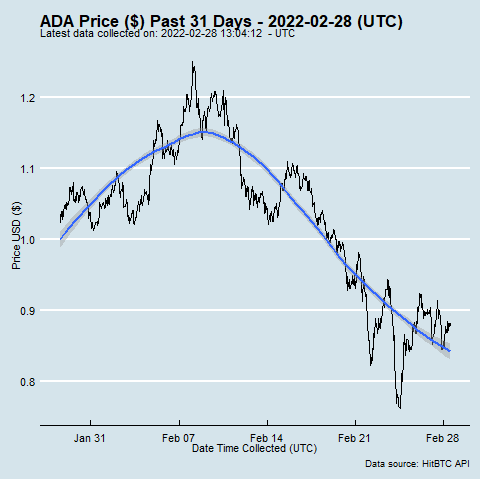 ADA Price ($) Past 31 Days - 2022-02-28 (UTC)
Latest data collected on: 2022-02-28 13:04:12 - UTC
1.2
1.1
1.0
0.9
0.8
Price USD ($)
Jan 31 Feb 07 Feb 14 Feb 21 Feb 28
Date Time Collected (UTC)
Data source: HitBTC API